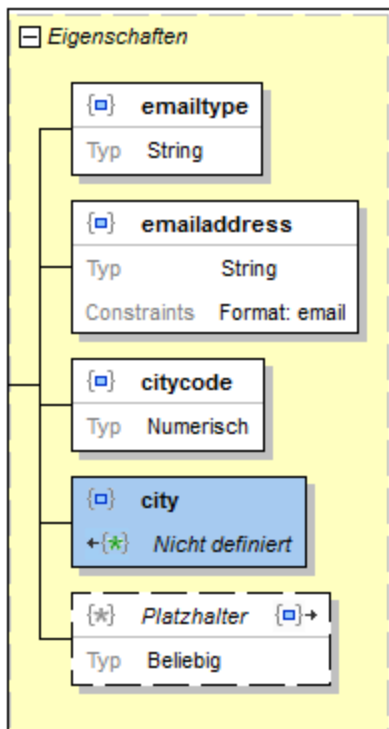 Eigenschaften
emailtype
Typ String
emailaddress
Typ String
Constraints Format: email
citycode
Typ Numerisch
city
Nicht definiert
Platzhalter
Typ Beliebig